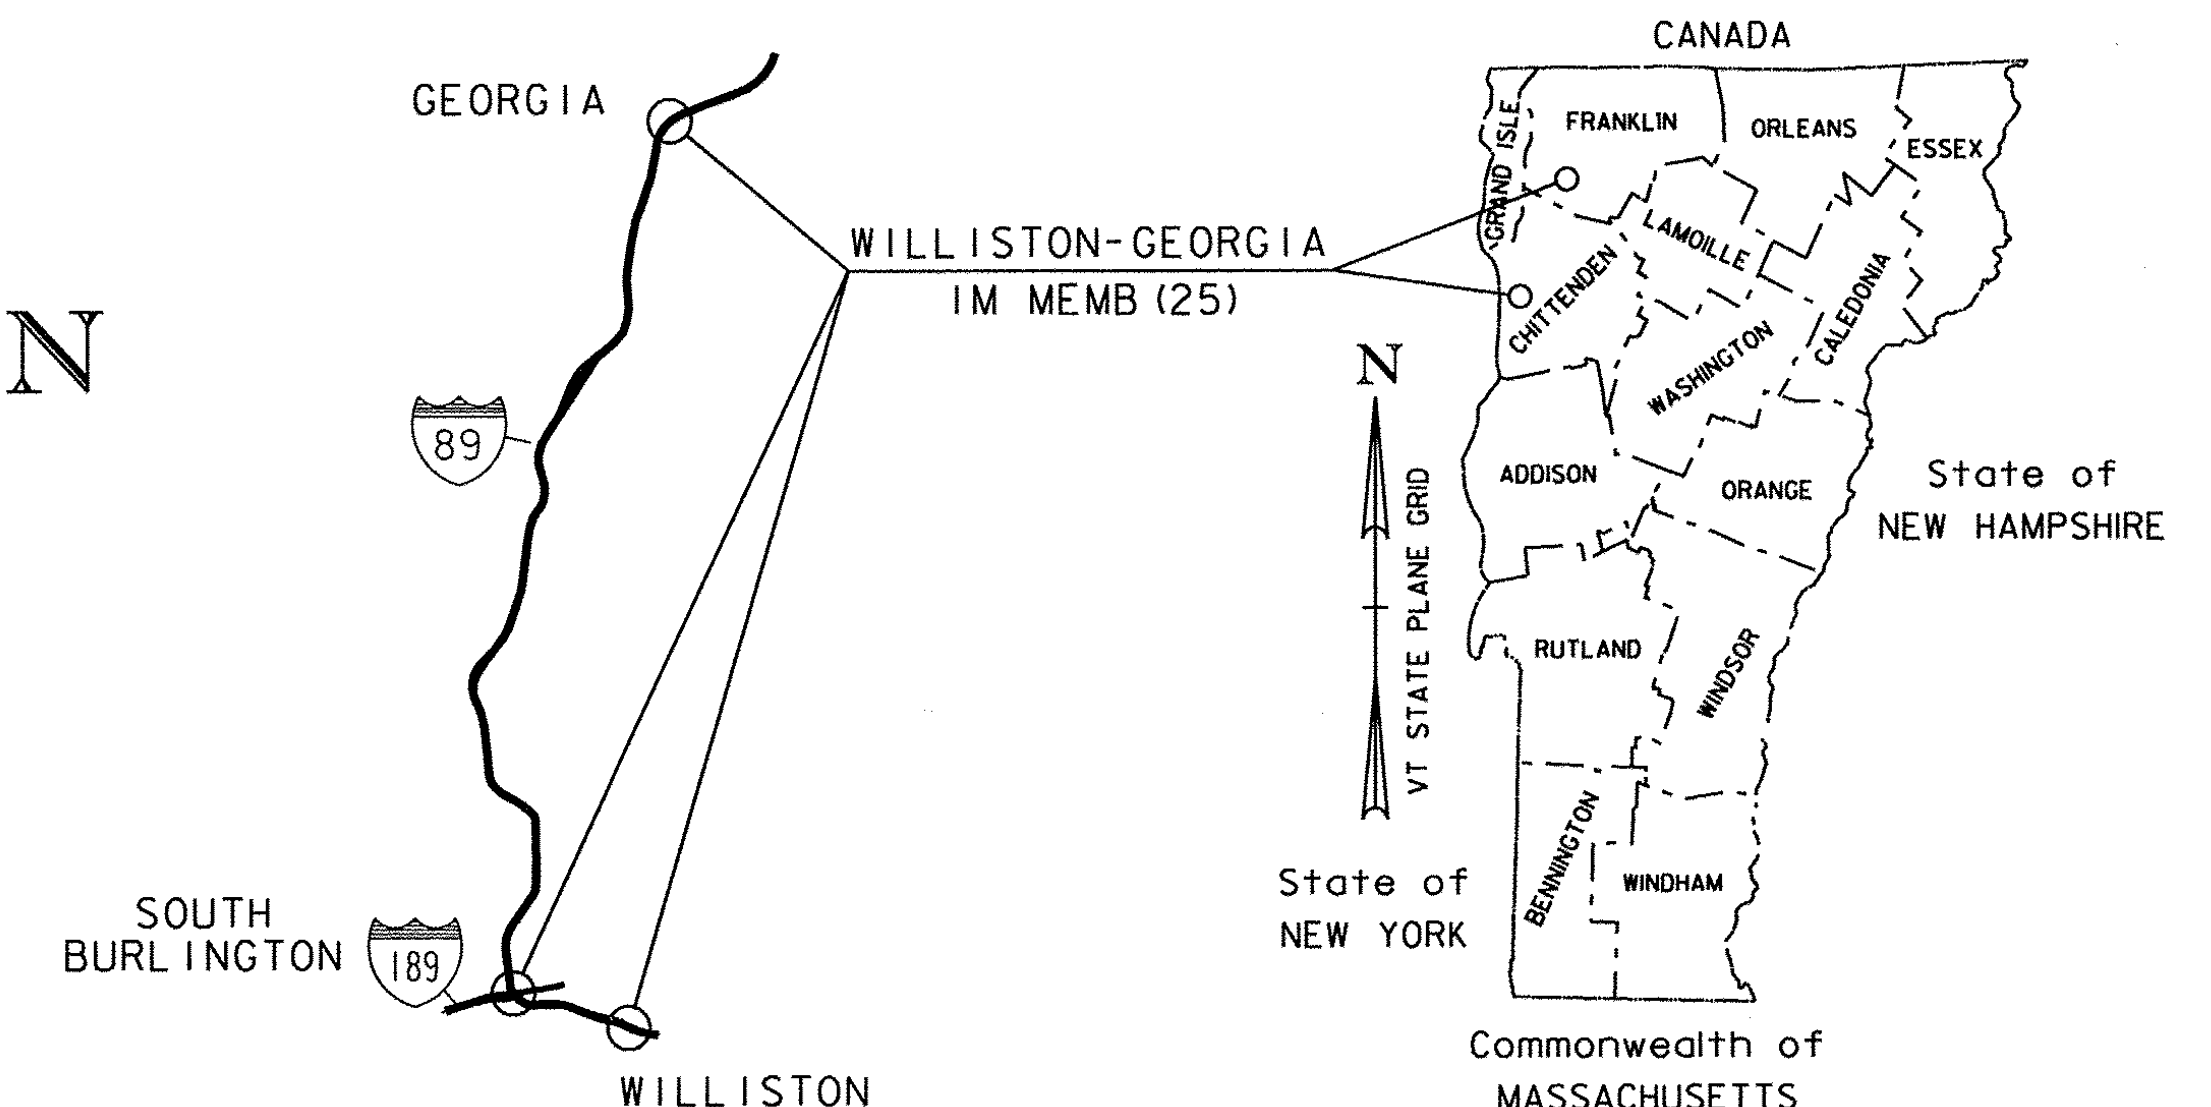 CANADA
GEORGIA
GRAND ISLE
FRANKLIN
ORLEANS
ESSEX
WILLISTON-GEORGIA
IM MEMB (25)
LAMOILLE
CHITTENDEN
CALEDONIA
WASHINGTON
N
N
89
ADDISON
ORANGE
State of
NEW HAMPSHIRE
VT STATE PLANE GRID
RUTLAND
WINDSOR
BENNINGTON
WINDHAM
State of
NEW YORK
SOUTH
BURLINGTON
189
WILLISTON
Commonwealth of
MASSACHUSETTS